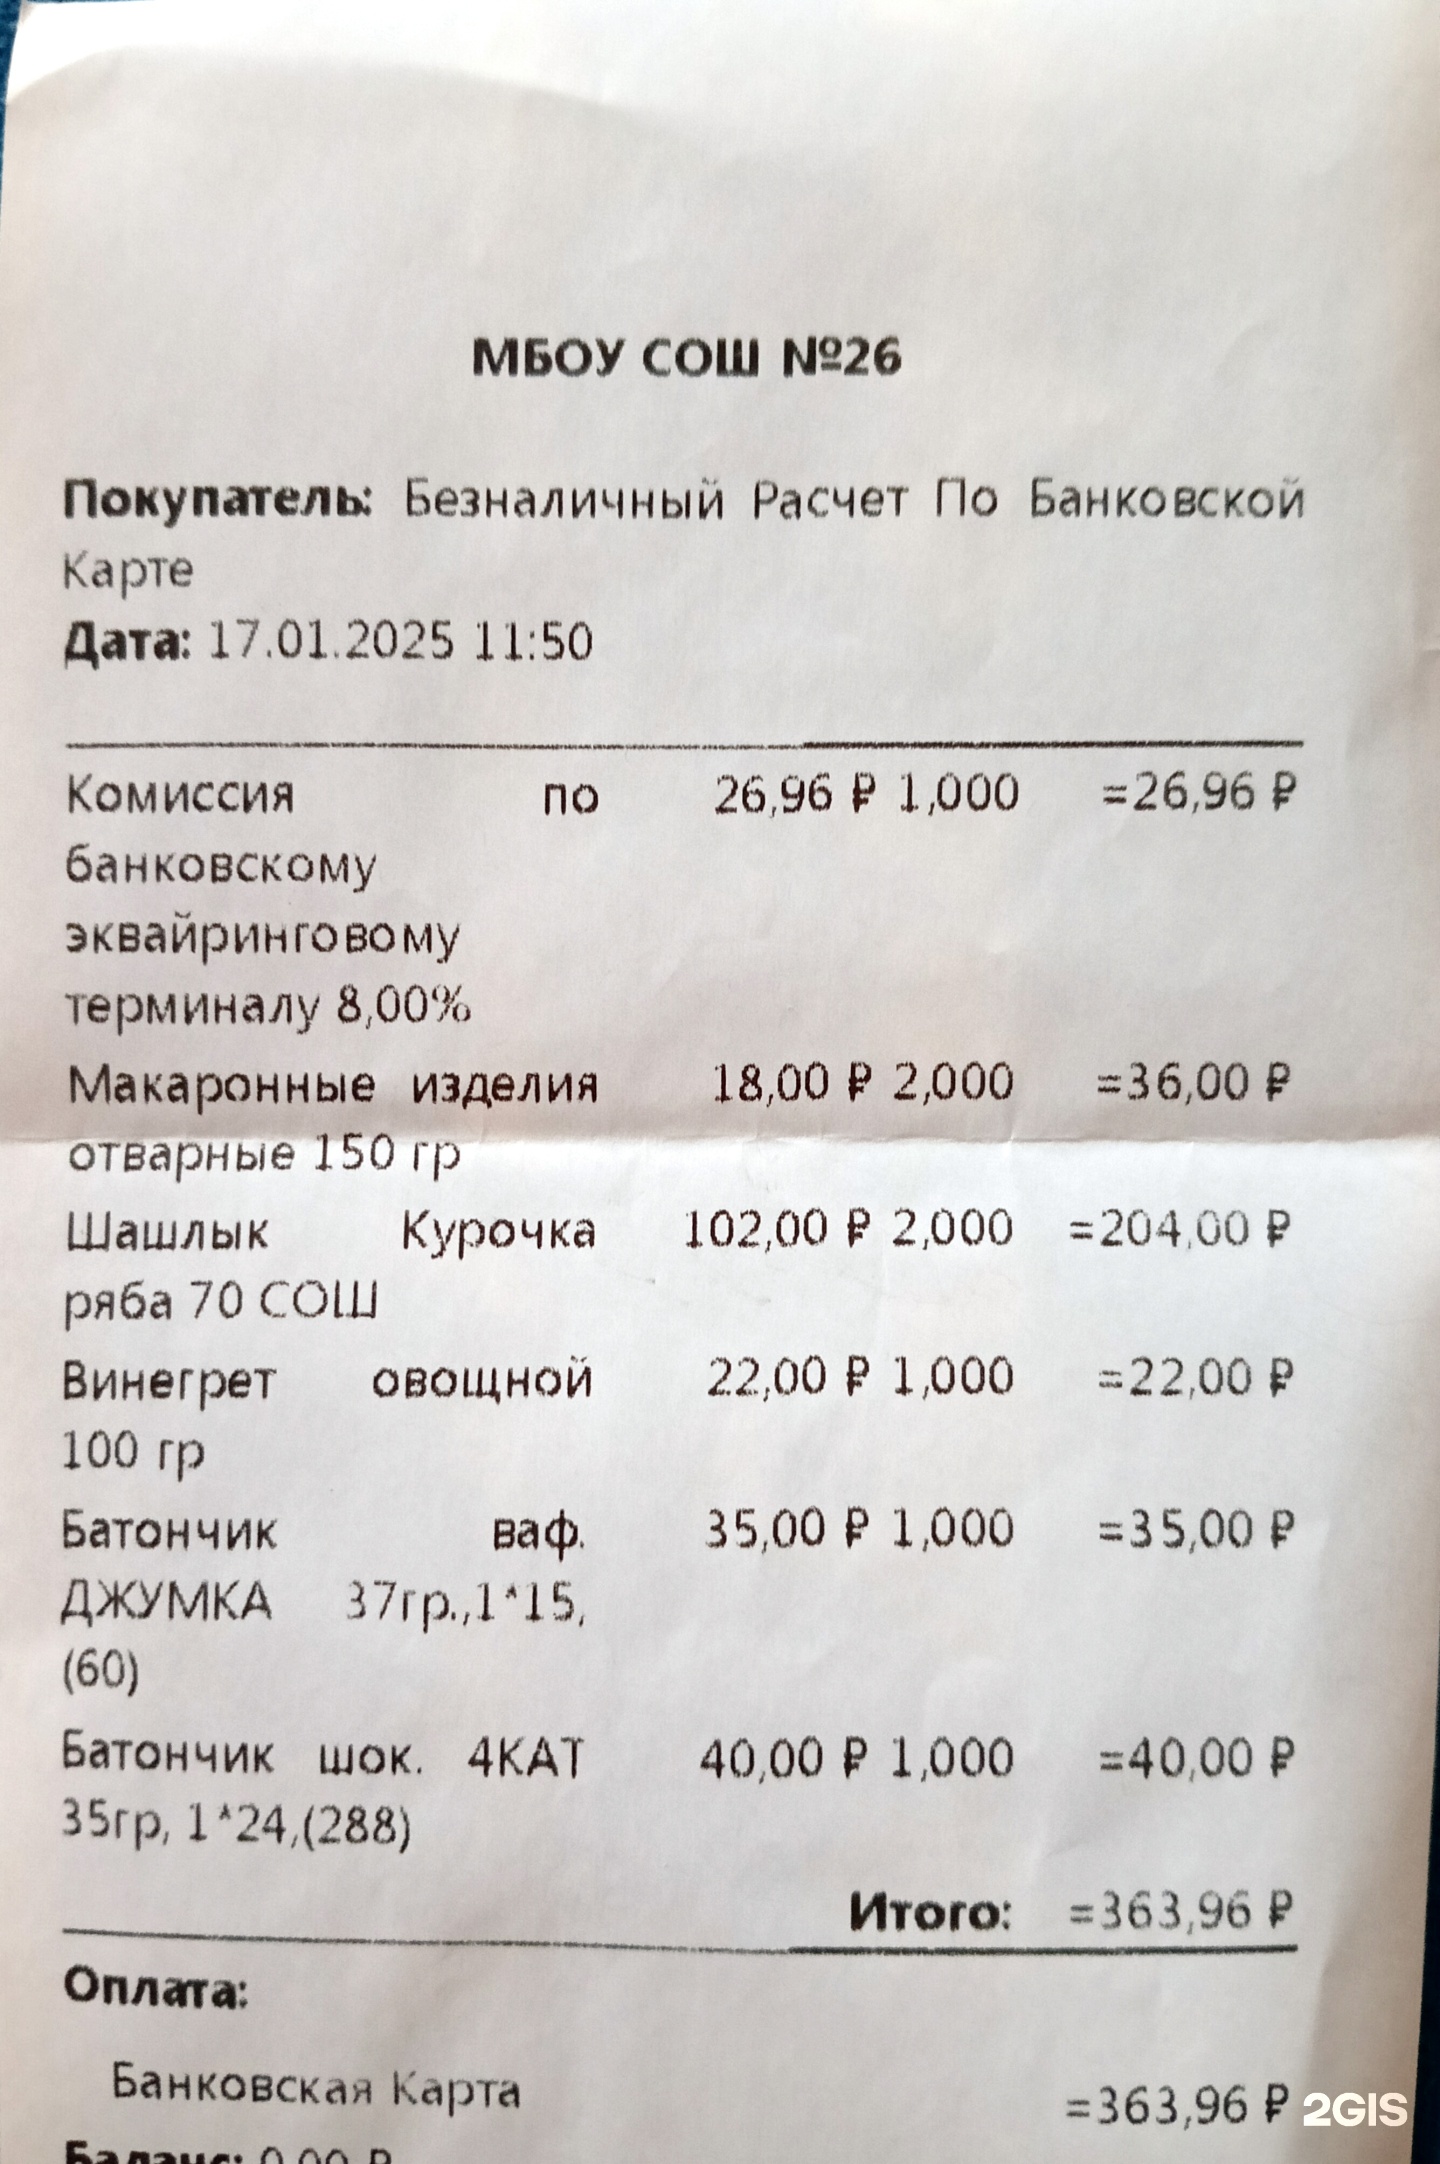 МБОУ СОШ №26
Покупатель: Безналичный Расчет По Банковской
Карте
Дата: 17.01.2025 11:50
Комиссия по 26,96 ₽ 1,000 =26,96 ₽
банковскому
эквайринговому
терминалу 8,00%
Макаронные изделия 18,00 ₽ 2,000 =36,00 ₽
отварные 150 гр
Шашлык Курочка 102,00 ₽ 2,000 =204,00 ₽
ряба 70 СОШ
Винегрет овощной 22,00 ₽ 1,000 =22,00 ₽
100 гр
Батончик ваф. 35,00 ₽ 1,000 =35,00 ₽
ДЖУМКА 37гр.,1*15,
(60)
Батончик шок. 4КАТ 40,00 ₽ 1,000 =40,00 ₽
35гр, 1*24,(288)
Итого: =363,96 ₽
Оплата:
Банковская Карта =363,96 ₽
Баланс: 0,00 ₽
2GIS